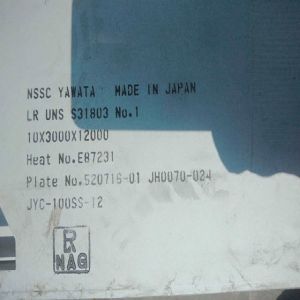 NSSC YAWATA MADE IN JAPAN
LR UNS S31803 No.1
10X3000X12000
Heat No.E87231
Plate No.520716-01 JH0070-024
JYC-100SS-12
LR
NAG